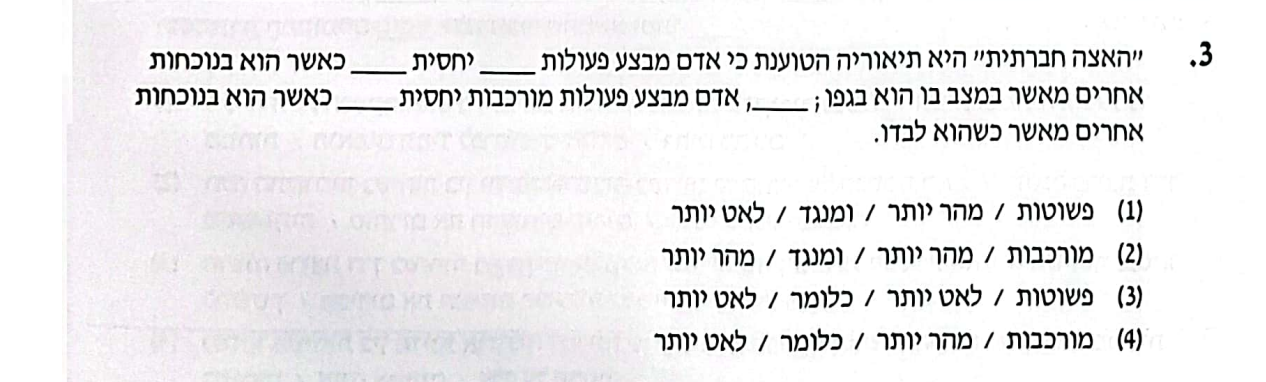 3. "האצה חברתית" היא תיאוריה הטוענת כי אדם מבצע פעולות ____ יחסית ____ כאשר הוא בנוכחות
אחרים מאשר במצב בו הוא בגפו; ____, אדם מבצע פעולות מורכבות יחסית ____ כאשר הוא בנוכחות
אחרים מאשר כשהוא לבדו.
(1) פשוטות / מהר יותר / ומנגד / לאט יותר
(2) מורכבות / מהר יותר / ומנגד / מהר יותר
(3) פשוטות / לאט יותר / כלומר / לאט יותר
(4) מורכבות / מהר יותר / כלומר / לאט יותר